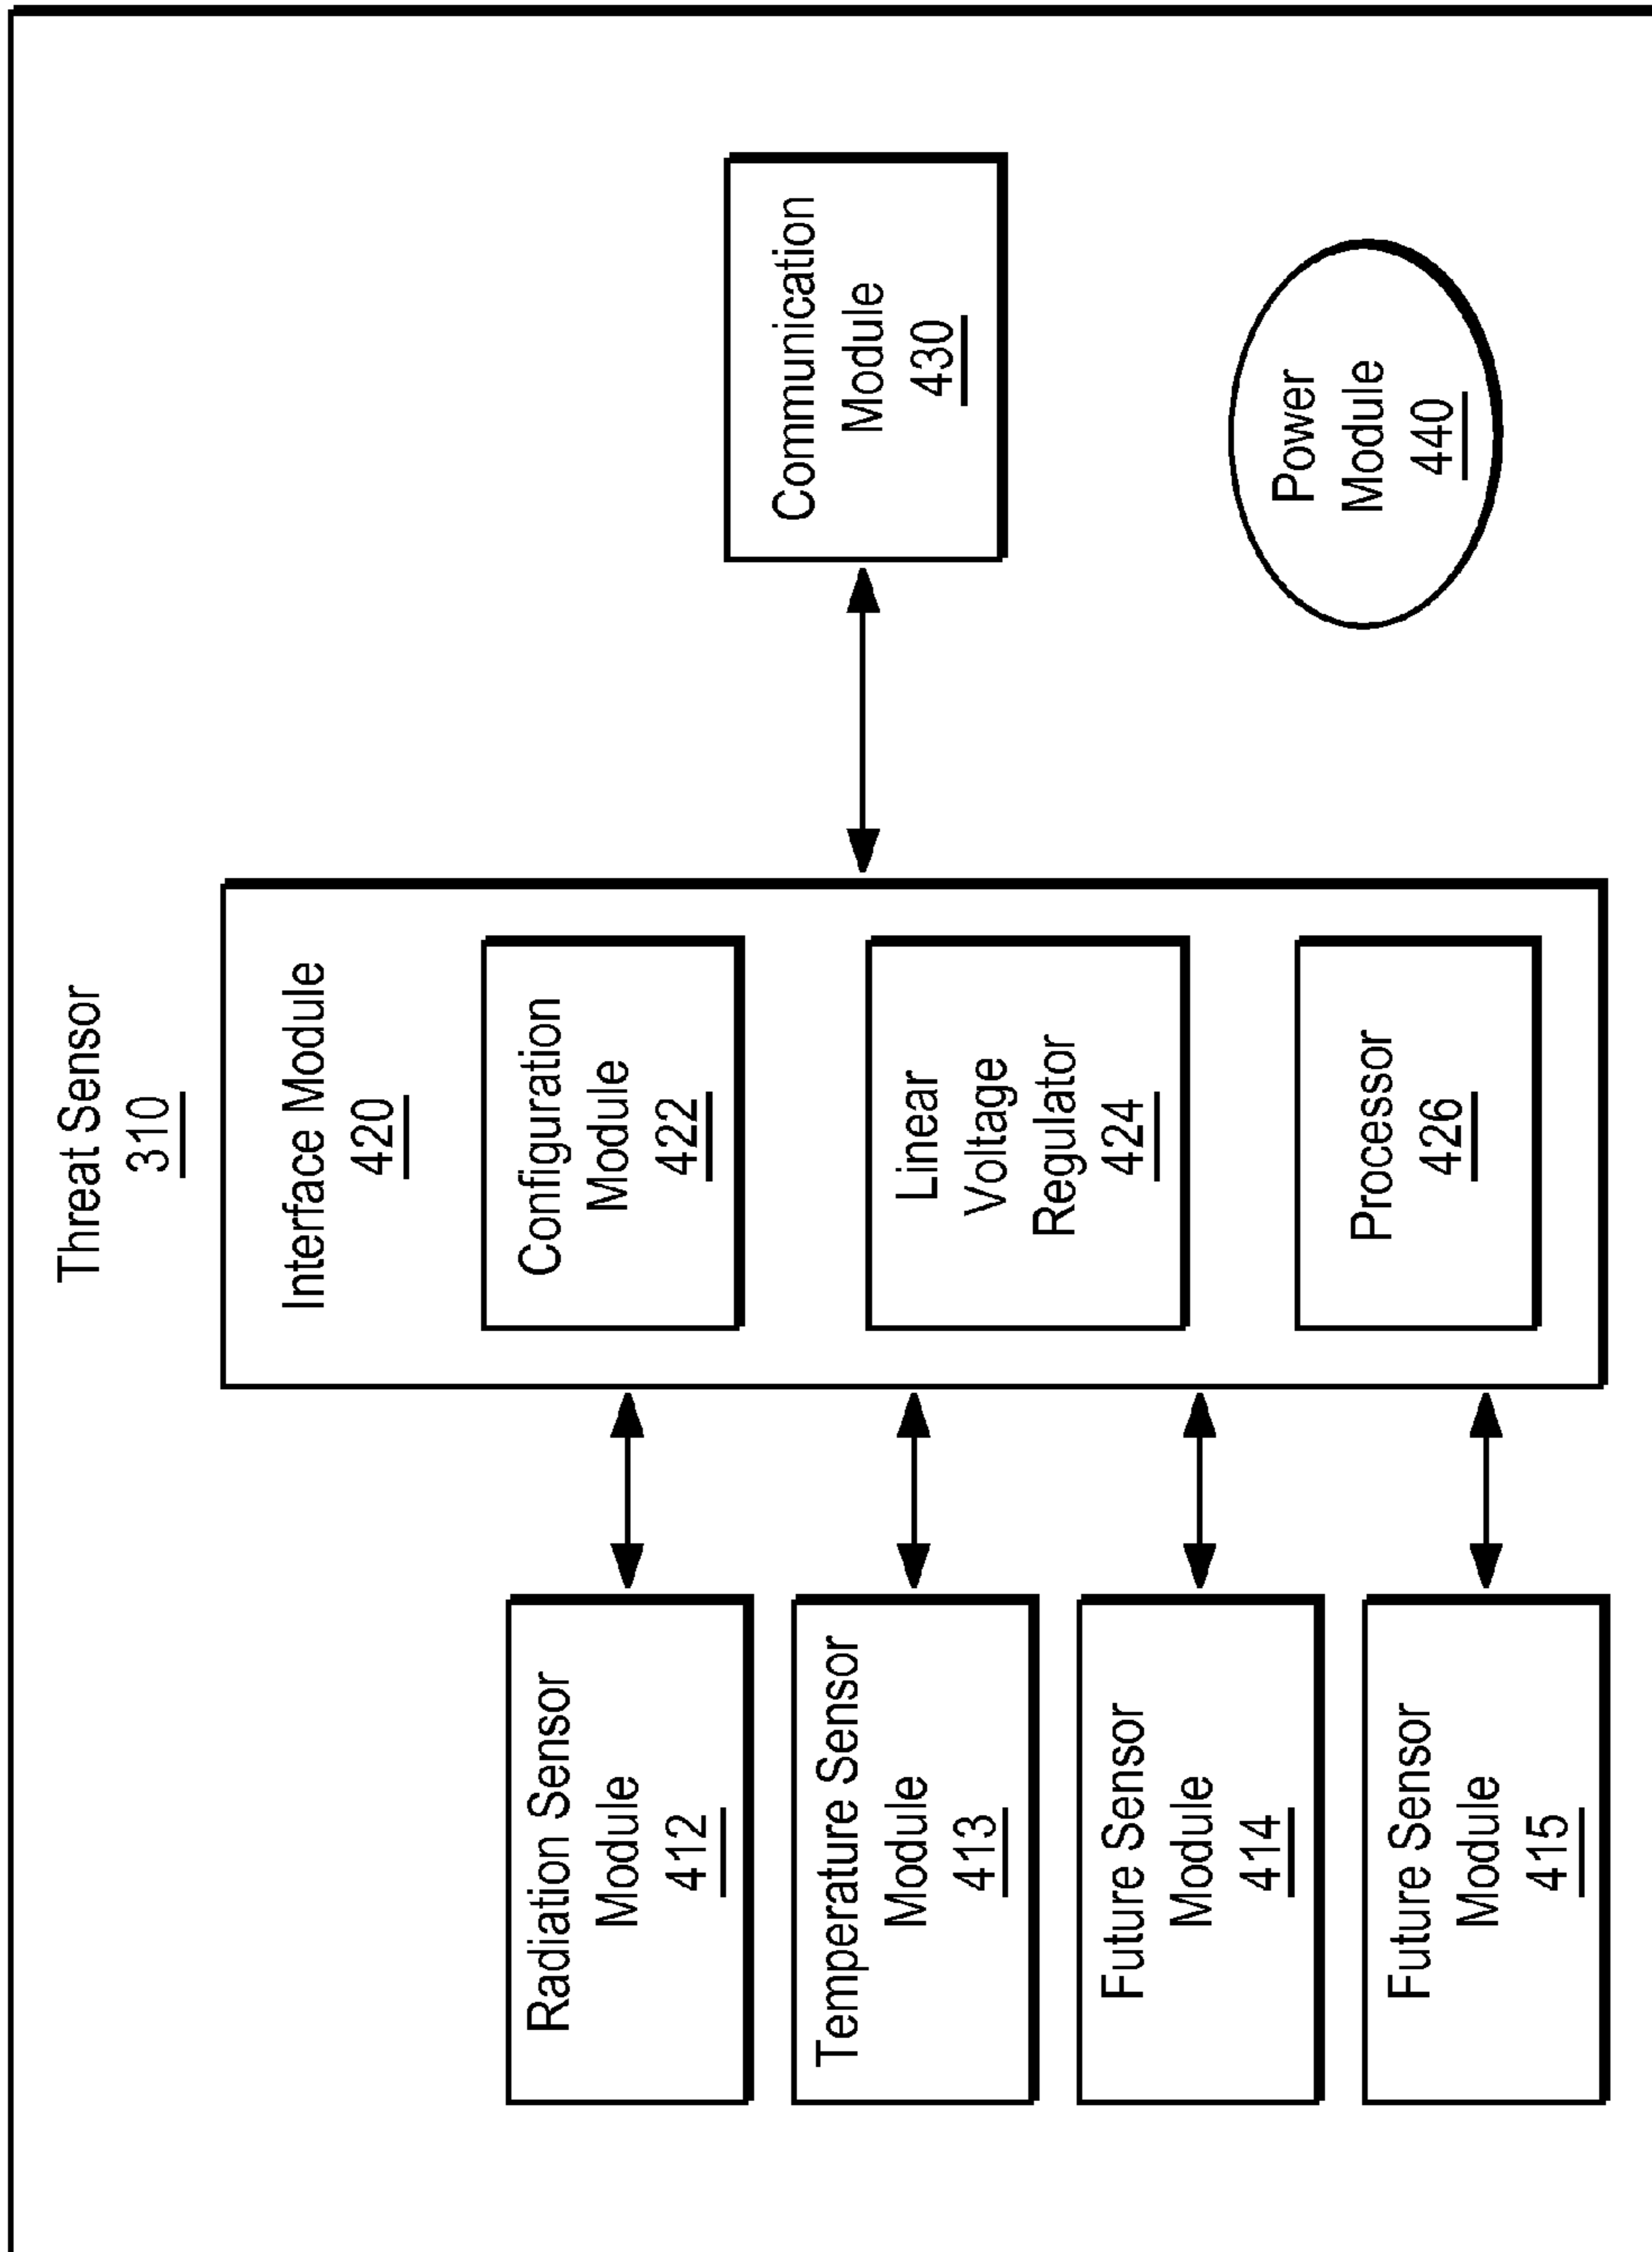 Threat Sensor
310
Radiation Sensor
Module
412
Temperature Sensor
Module
413
Future Sensor
Module
414
Future Sensor
Module
415
Interface Module
420
Configuration
Module
422
Linear
Voltage
Regulator
424
Processor
426
Communication
Module
430
Power
Module
440